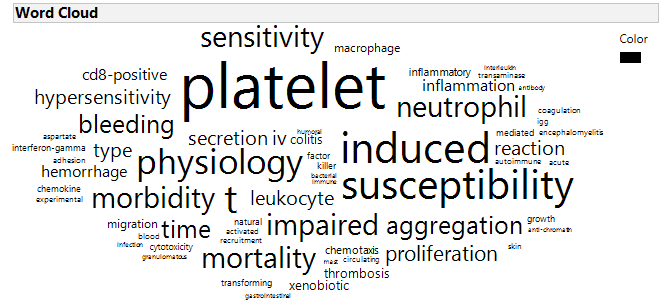 Word Cloud
Color
sensitivity
macrophage
cd8-positive
platelet
inflammatory
interleukin
transaminase
inflammation
antibody
hypersensitivity
neutrophil
coagulation
bleeding
igg
aspartate
secretion
iv
humoral
colitis
induced
mediated
encephalomyelitis
interferon-gamma
type
reaction
adhesion
physiology
factor
autoimmune
acute
hemorrhage
killer
bacterial
immune
susceptibility
chemokine
experimental
morbidity
t
leukocyte
migration
time
natural
impaired
aggregation
growth
blood
activated
anti-chromatin
infection
recruitment
cytotoxicity
mortality
chemotaxis
proliferation
skin
granulomatous
mast
circulating
thrombosis
transforming
xenobiotic
gastrointestinal